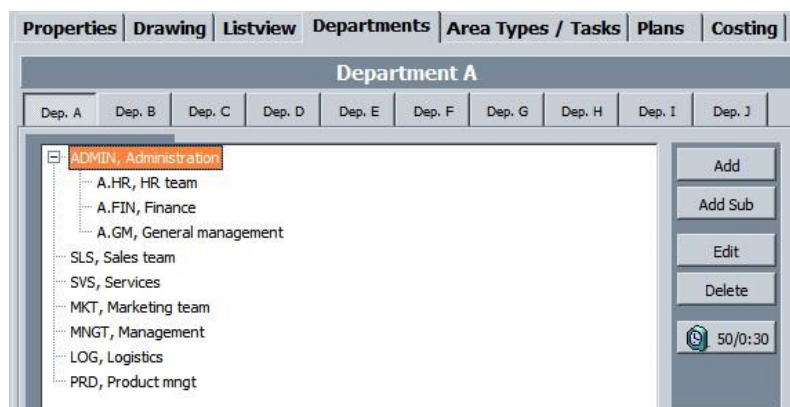 Properties Drawing Listview Departments Area Types / Tasks Plans Costing
Department A
Dep. A Dep. B Dep. C Dep. D Dep. E Dep. F Dep. G Dep. H Dep. I Dep. J
ADMIN, Administration
A.HR, HR team
A.FIN, Finance
A.GM, General management
SLS, Sales team
SVS, Services
MKT, Marketing team
MNGT, Management
LOG, Logistics
PRD, Product mngt
Add
Add Sub
Edit
Delete
50/0:30